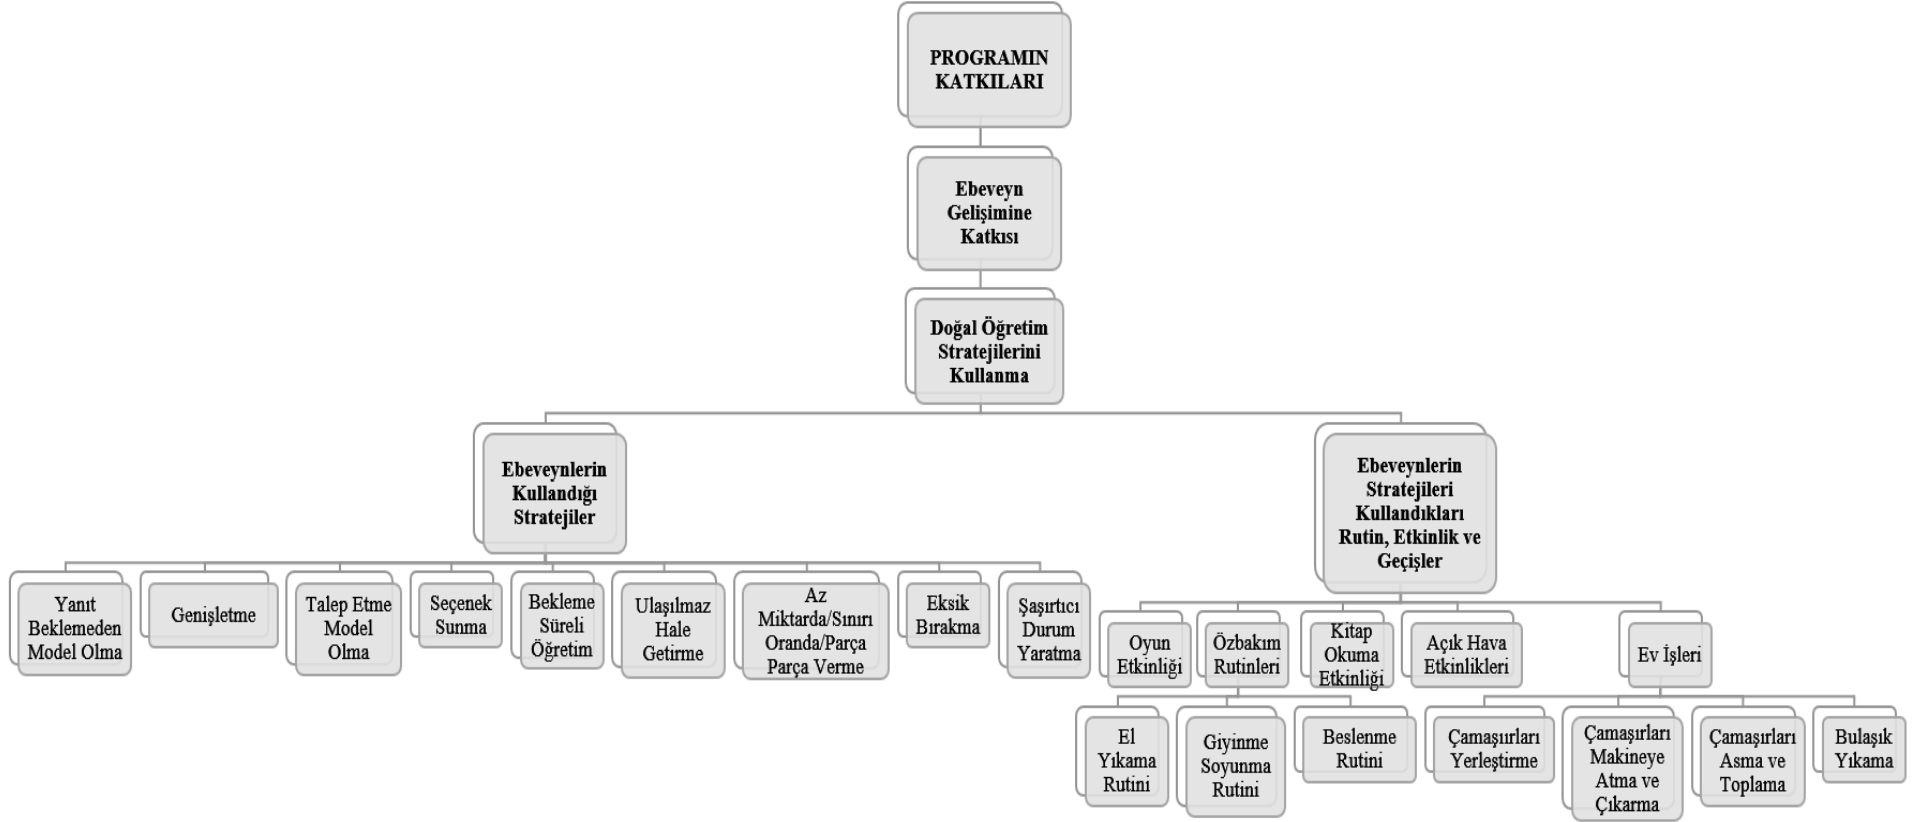 PROGRAMIN
KATKILARI
Ebeveyn
Gelişimine
Katkısı
Doğal Öğretim
Stratejilerini
Kullanma
Ebeveynlerin
Kullandığı
Stratejiler
Ebeveynlerin
Stratejileri
Kullandıkları
Rutin, Etkinlik ve
Geçişler
Yanıt
Beklemeden
Model Olma
Genişletme
Talep Etme
Model
Olma
Seçenek
Sunma
Bekleme
Süreli
Öğretim
Ulaşılmaz
Hale
Getirme
Az
Miktarda/Sınırı
Oranda/Parça
Parça Verme
Eksik
Bırakma
Şaşırtıcı
Durum
Yaratma
Oyun
Etkinliği
Özbakım
Rutinleri
Kitap
Okuma
Etkinliği
Açık Hava
Etkinlikleri
Ev İşleri
El
Yıkama
Rutini
Giyinme
Soyunma
Rutini
Beslenme
Rutini
Çamaşıırları
Yerleştirme
Çamaşırları
Makineye
Atma ve
Çıkarma
Çamaşırları
Asma ve
Toplama
Bulaşık
Yıkama